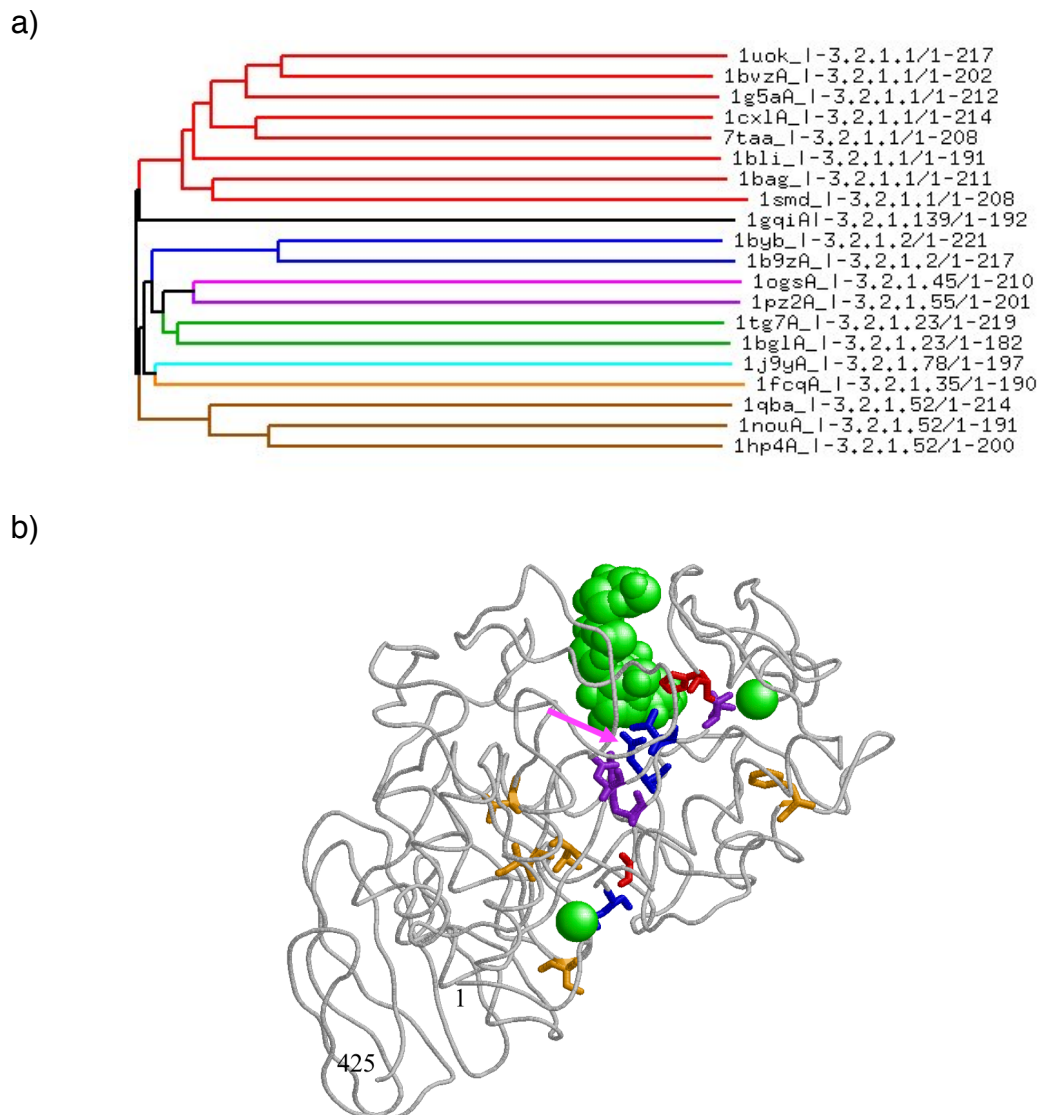 a)
1uok_|-3.2.1.1/1-217
1bvzA_|-3.2.1.1/1-202
1g5aA_|-3.2.1.1/1-212
1cxlA_|-3.2.1.1/1-214
7taa_|-3.2.1.1/1-208
1bli_|-3.2.1.1/1-191
1bag_|-3.2.1.1/1-211
1smd_|-3.2.1.1/1-208
1gqiA|-3.2.1.139/1-192
1byb_|-3.2.1.2/1-221
1b9zA_|-3.2.1.2/1-217
1ogsA_|-3.2.1.45/1-210
1pz2A_|-3.2.1.55/1-201
1tg7A_|-3.2.1.23/1-219
1bglA_|-3.2.1.23/1-182
1j9yA_|-3.2.1.78/1-197
1fcqA_|-3.2.1.35/1-190
1qba_|-3.2.1.52/1-214
1nouA_|-3.2.1.52/1-191
1hp4A_|-3.2.1.52/1-200
b)
1
425